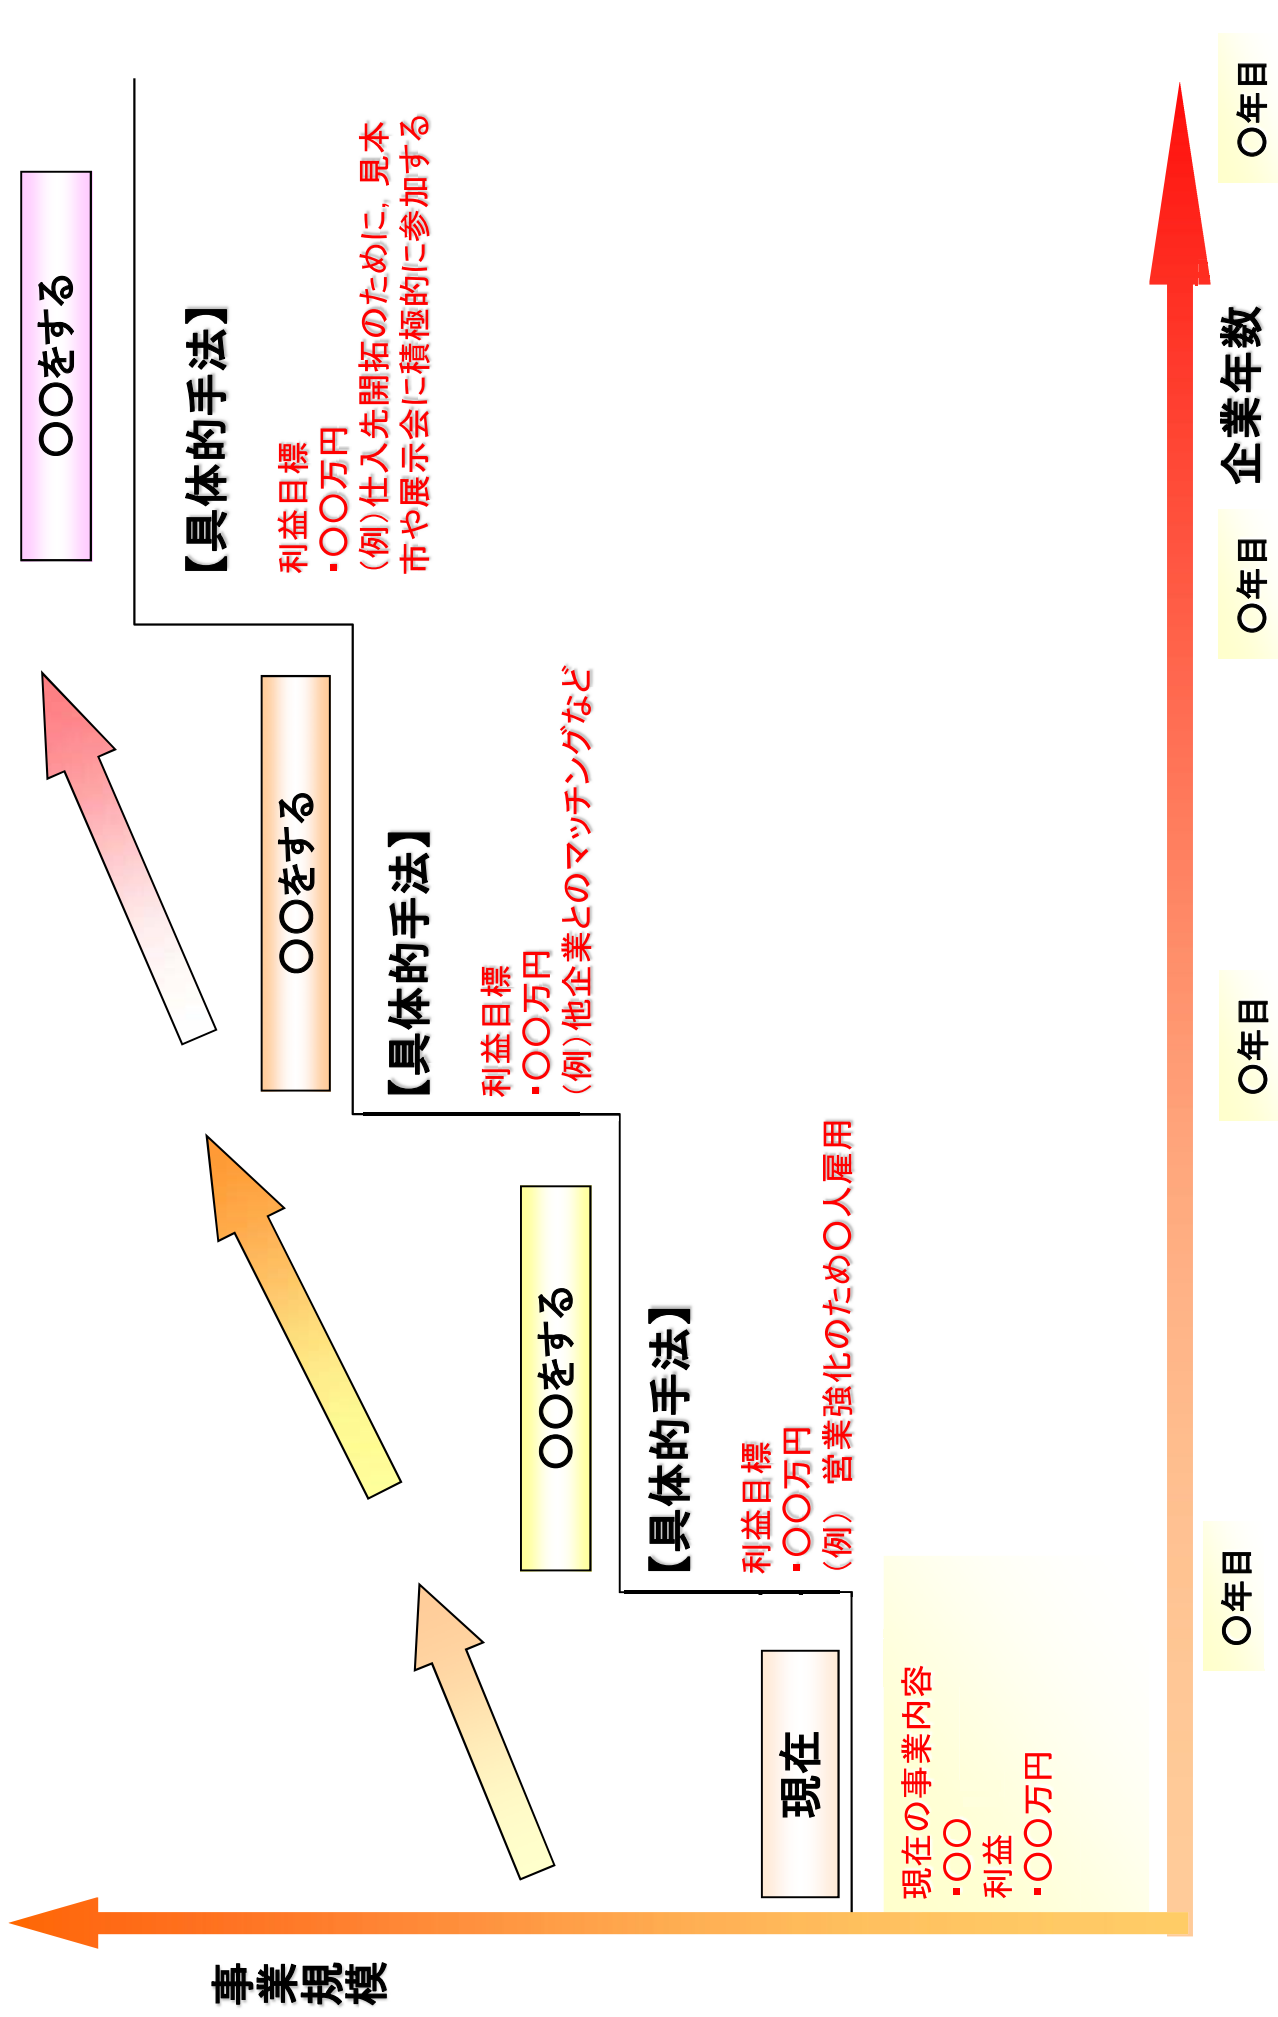 事業規模
〇〇をする
【具体的手法】
利益目標
・〇〇万円
（例）仕入先開拓のために，見本
市や展示会に積極的に参加する
〇〇をする
【具体的手法】
利益目標
・〇〇万円
（例）他企業とのマッチングなど
〇〇をする
【具体的手法】
利益目標
・〇〇万円
（例）　営業強化のため〇人雇用
現在
現在の事業内容
・〇〇
利益
・〇〇万円
〇年目
〇年目
〇年目
企業年数
〇年目